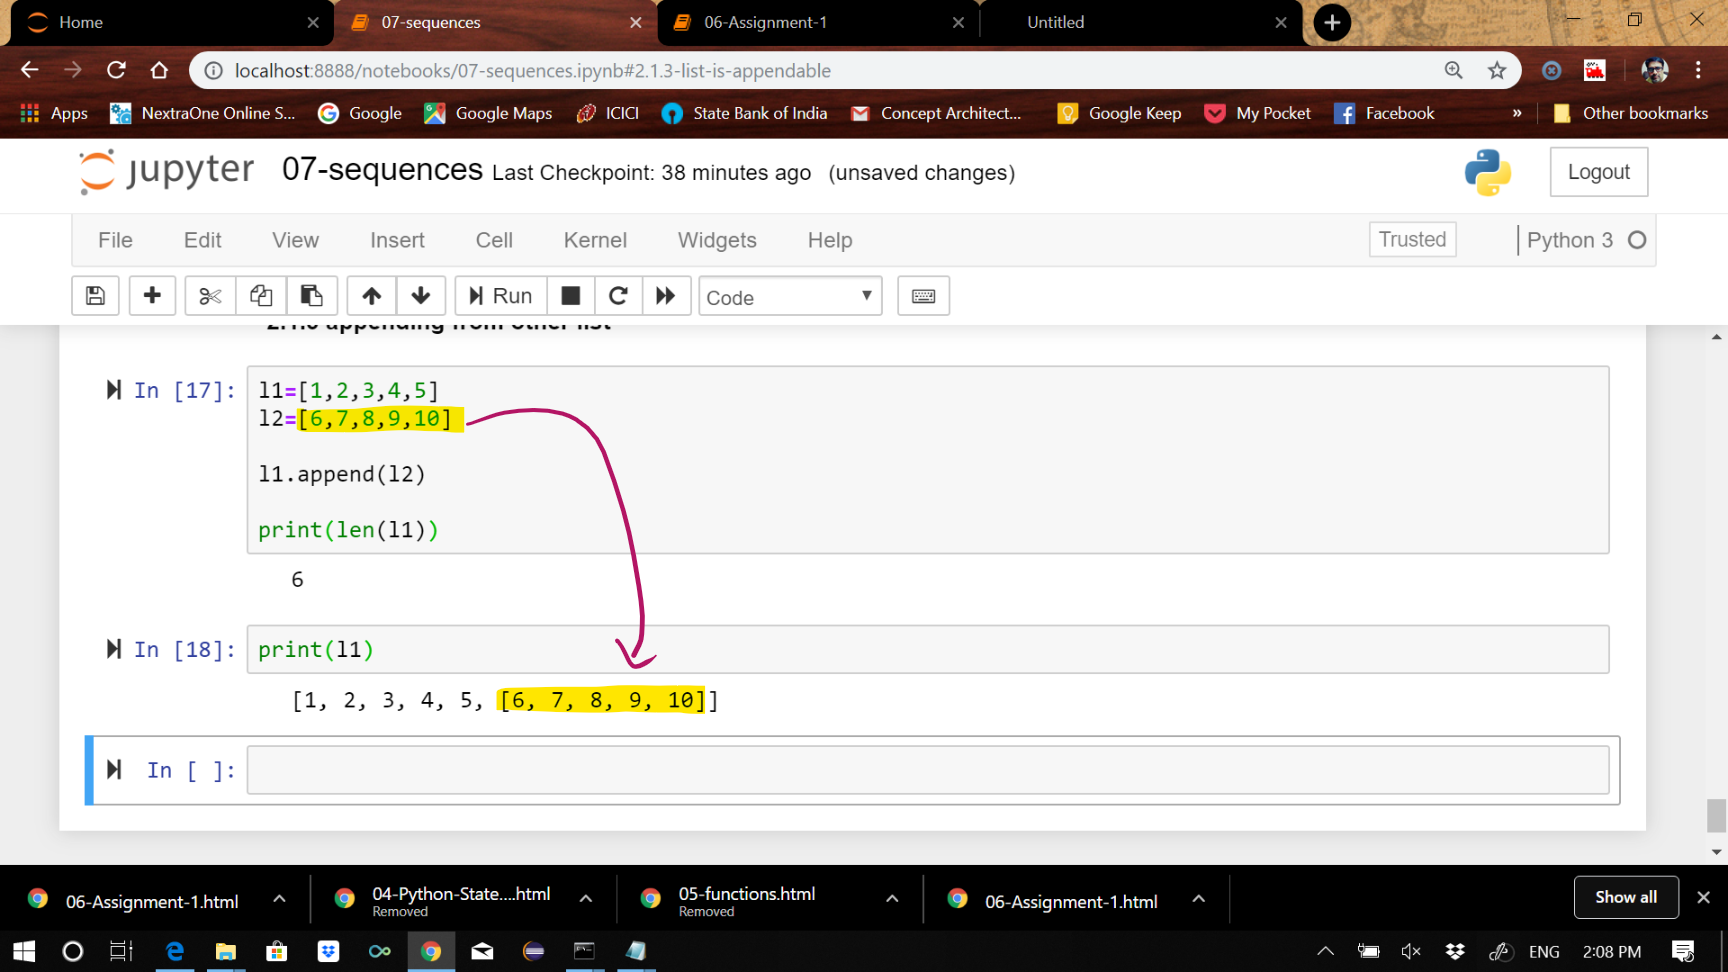 Home
07-sequences
06-Assignment-1
Untitled
localhost:8888/notebooks/07-sequences.ipynb#2.1.3-list-is-appendable
Apps
NextraOne Online S...
Google
Google Maps
ICICI
State Bank of India
Concept Architect...
Google Keep
My Pocket
Facebook
»
Other bookmarks
jupyter 07-sequences Last Checkpoint: 38 minutes ago (unsaved changes)
Logout
File Edit View Insert Cell Kernel Widgets Help
Trusted
Python 3
Run
Code
appending from other list
In [17]:
l1=[1,2,3,4,5]
l2=[6,7,8,9,10]
l1.append(l2)
print(len(l1))
6
In [18]:
print(l1)
[1, 2, 3, 4, 5, [6, 7, 8, 9, 10]]
In [ ]:
06-Assignment-1.html
04-Python-State....html
Removed
05-functions.html
Removed
06-Assignment-1.html
Show all
ENG
2:08 PM